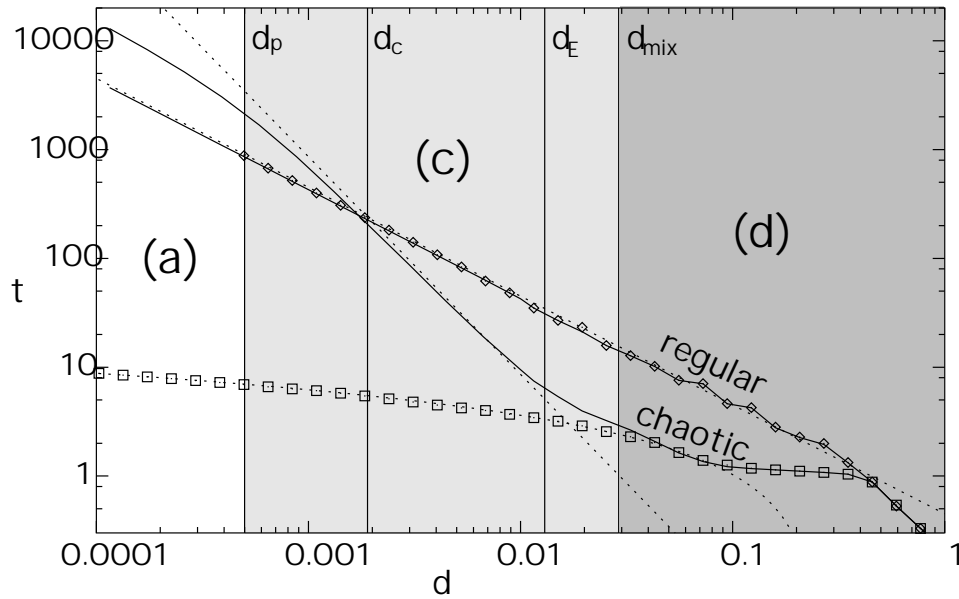 10000
d_p
d_c
d_E
d_mix
1000
(c)
(a)
(d)
100
t
10
regular
chaotic
1
0.0001
0.001
0.01
0.1
1
d